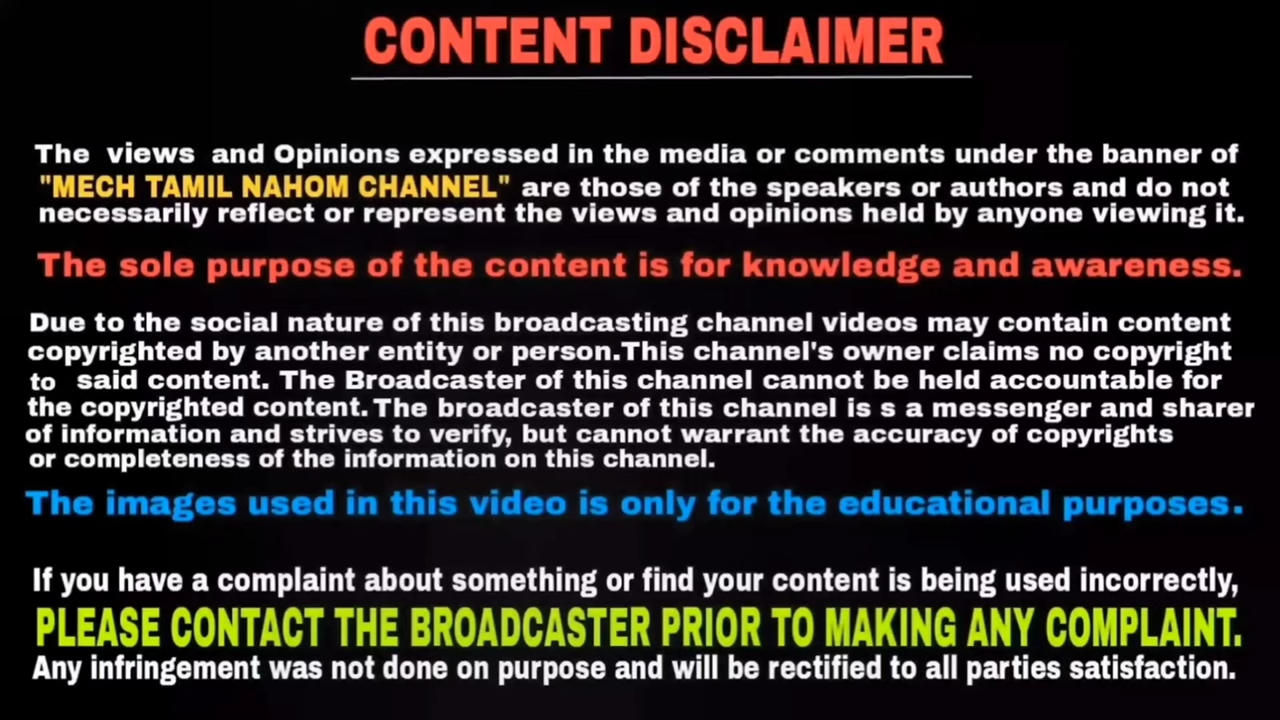 CONTENT DISCLAIMER
The views and Opinions expressed in the media or comments under the banner of
"MECH TAMIL NAHOM CHANNEL" are those of the speakers or authors and do not
necessarily reflect or represent the views and opinions held by anyone viewing it.
The sole purpose of the content is for knowledge and awareness.
Due to the social nature of this broadcasting channel videos may contain content
copyrighted by another entity or person.This channel's owner claims no copyright
to said content. The Broadcaster of this channel cannot be held accountable for
the copyrighted content. The broadcaster of this channel is s a messenger and sharer
of information and strives to verify, but cannot warrant the accuracy of copyrights
or completeness of the information on this channel.
The images used in this video is only for the educational purposes.
If you have a complaint about something or find your content is being used incorrectly,
PLEASE CONTACT THE BROADCASTER PRIOR TO MAKING ANY COMPLAINT.
Any infringement was not done on purpose and will be rectified to all parties satisfaction.